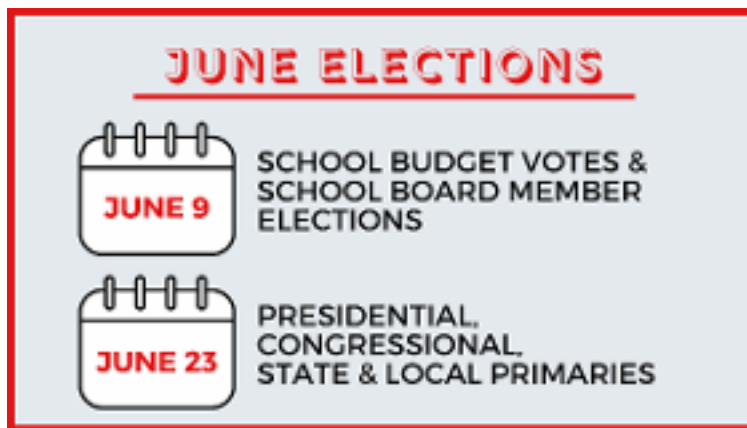 JUNE ELECTIONS
JUNE 9
SCHOOL BUDGET VOTES &
SCHOOL BOARD MEMBER
ELECTIONS
JUNE 23
PRESIDENTIAL,
CONGRESSIONAL,
STATE & LOCAL PRIMARIES